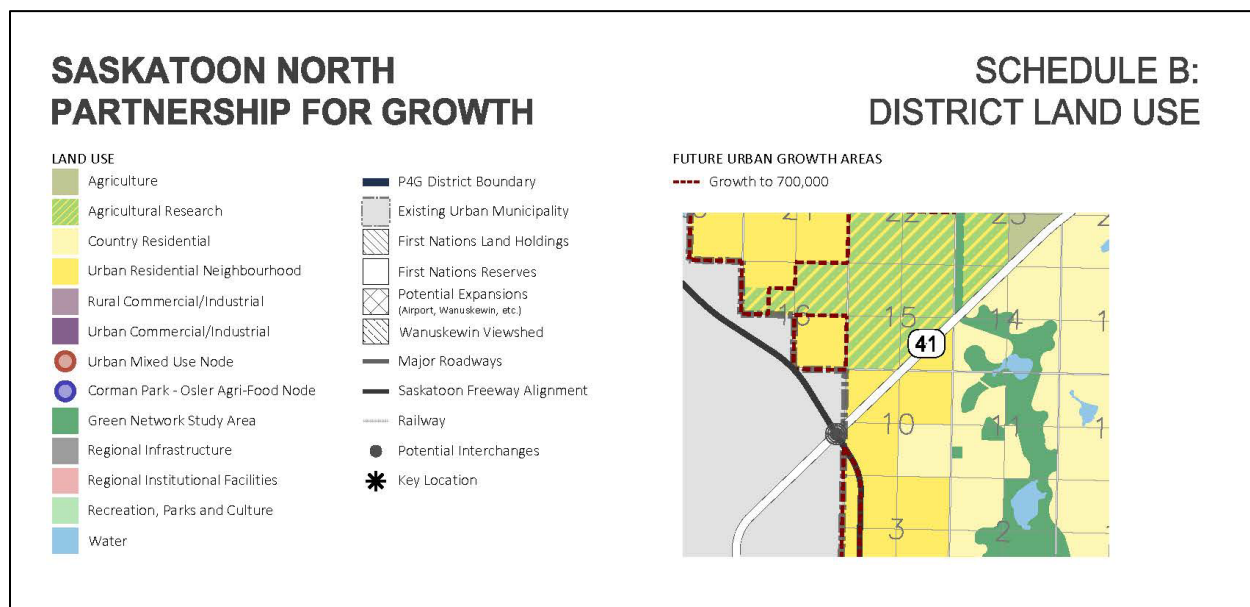 SASKATOON NORTH
PARTNERSHIP FOR GROWTH
SCHEDULE B:
DISTRICT LAND USE
LAND USE
Agriculture
Agricultural Research
Country Residential
Urban Residential Neighbourhood
Rural Commercial/Industrial
Urban Commercial/Industrial
Urban Mixed Use Node
Corman Park - Osler Agri-Food Node
Green Network Study Area
Regional Infrastructure
Regional Institutional Facilities
Recreation, Parks and Culture
Water
P4G District Boundary
Existing Urban Municipality
First Nations Land Holdings
First Nations Reserves
Potential Expansions
(Airport, Wanuskewin, etc.)
Wanuskewin Viewshed
Major Roadways
Saskatoon Freeway Alignment
Railway
Potential Interchanges
Key Location
FUTURE URBAN GROWTH AREAS
Growth to 700,000
21 22 23
16 15 14
41
10 11
3 2